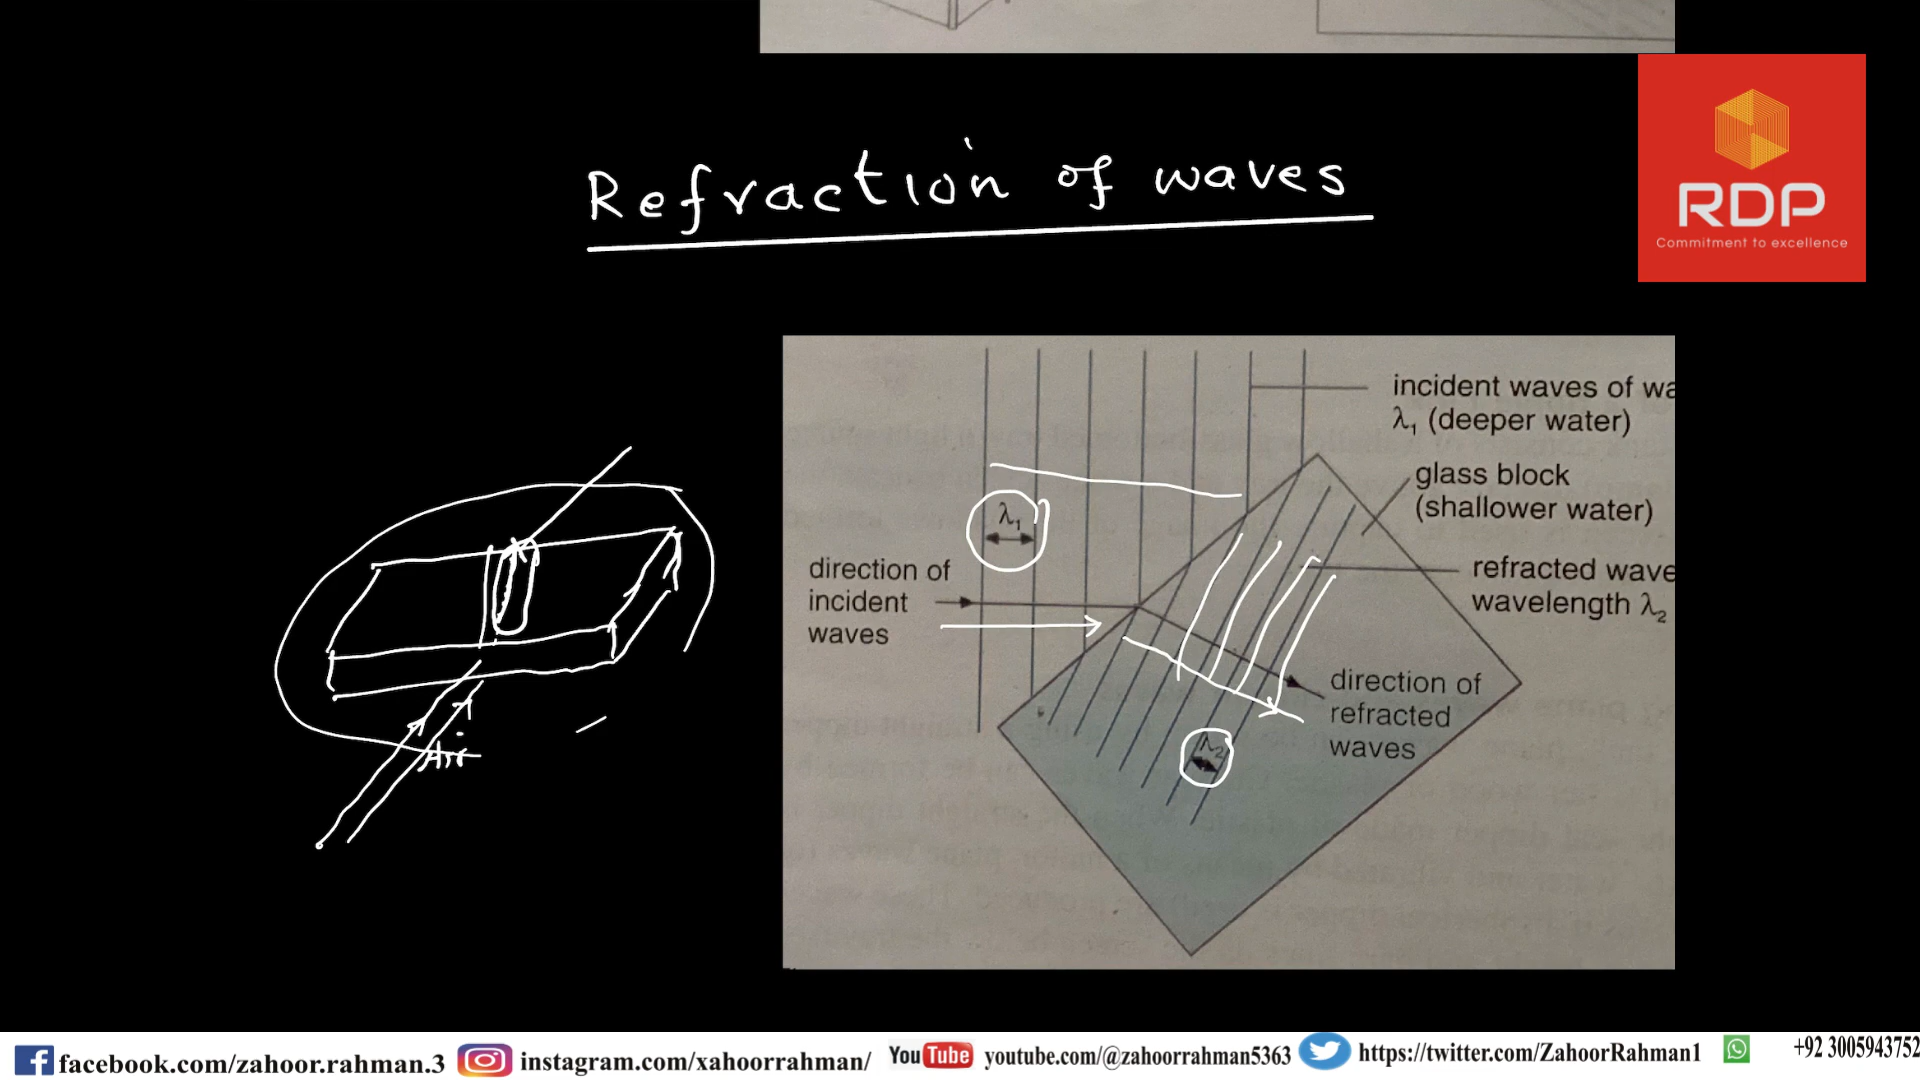 RDP
Commitment to excellence
Refraction of waves
incident waves of wa
λ₁ (deeper water)
glass block
(shallower water)
λ₁
direction of
incident
waves
refracted wave
wavelength λ₂
direction of
refracted
waves
λ₂
Air
facebook.com/zahoor.rahman.3
instagram.com/xahoorrahman/
YouTube
youtube.com/@zahoorrahman5363
https://twitter.com/ZahoorRahman1
+92 3005943752